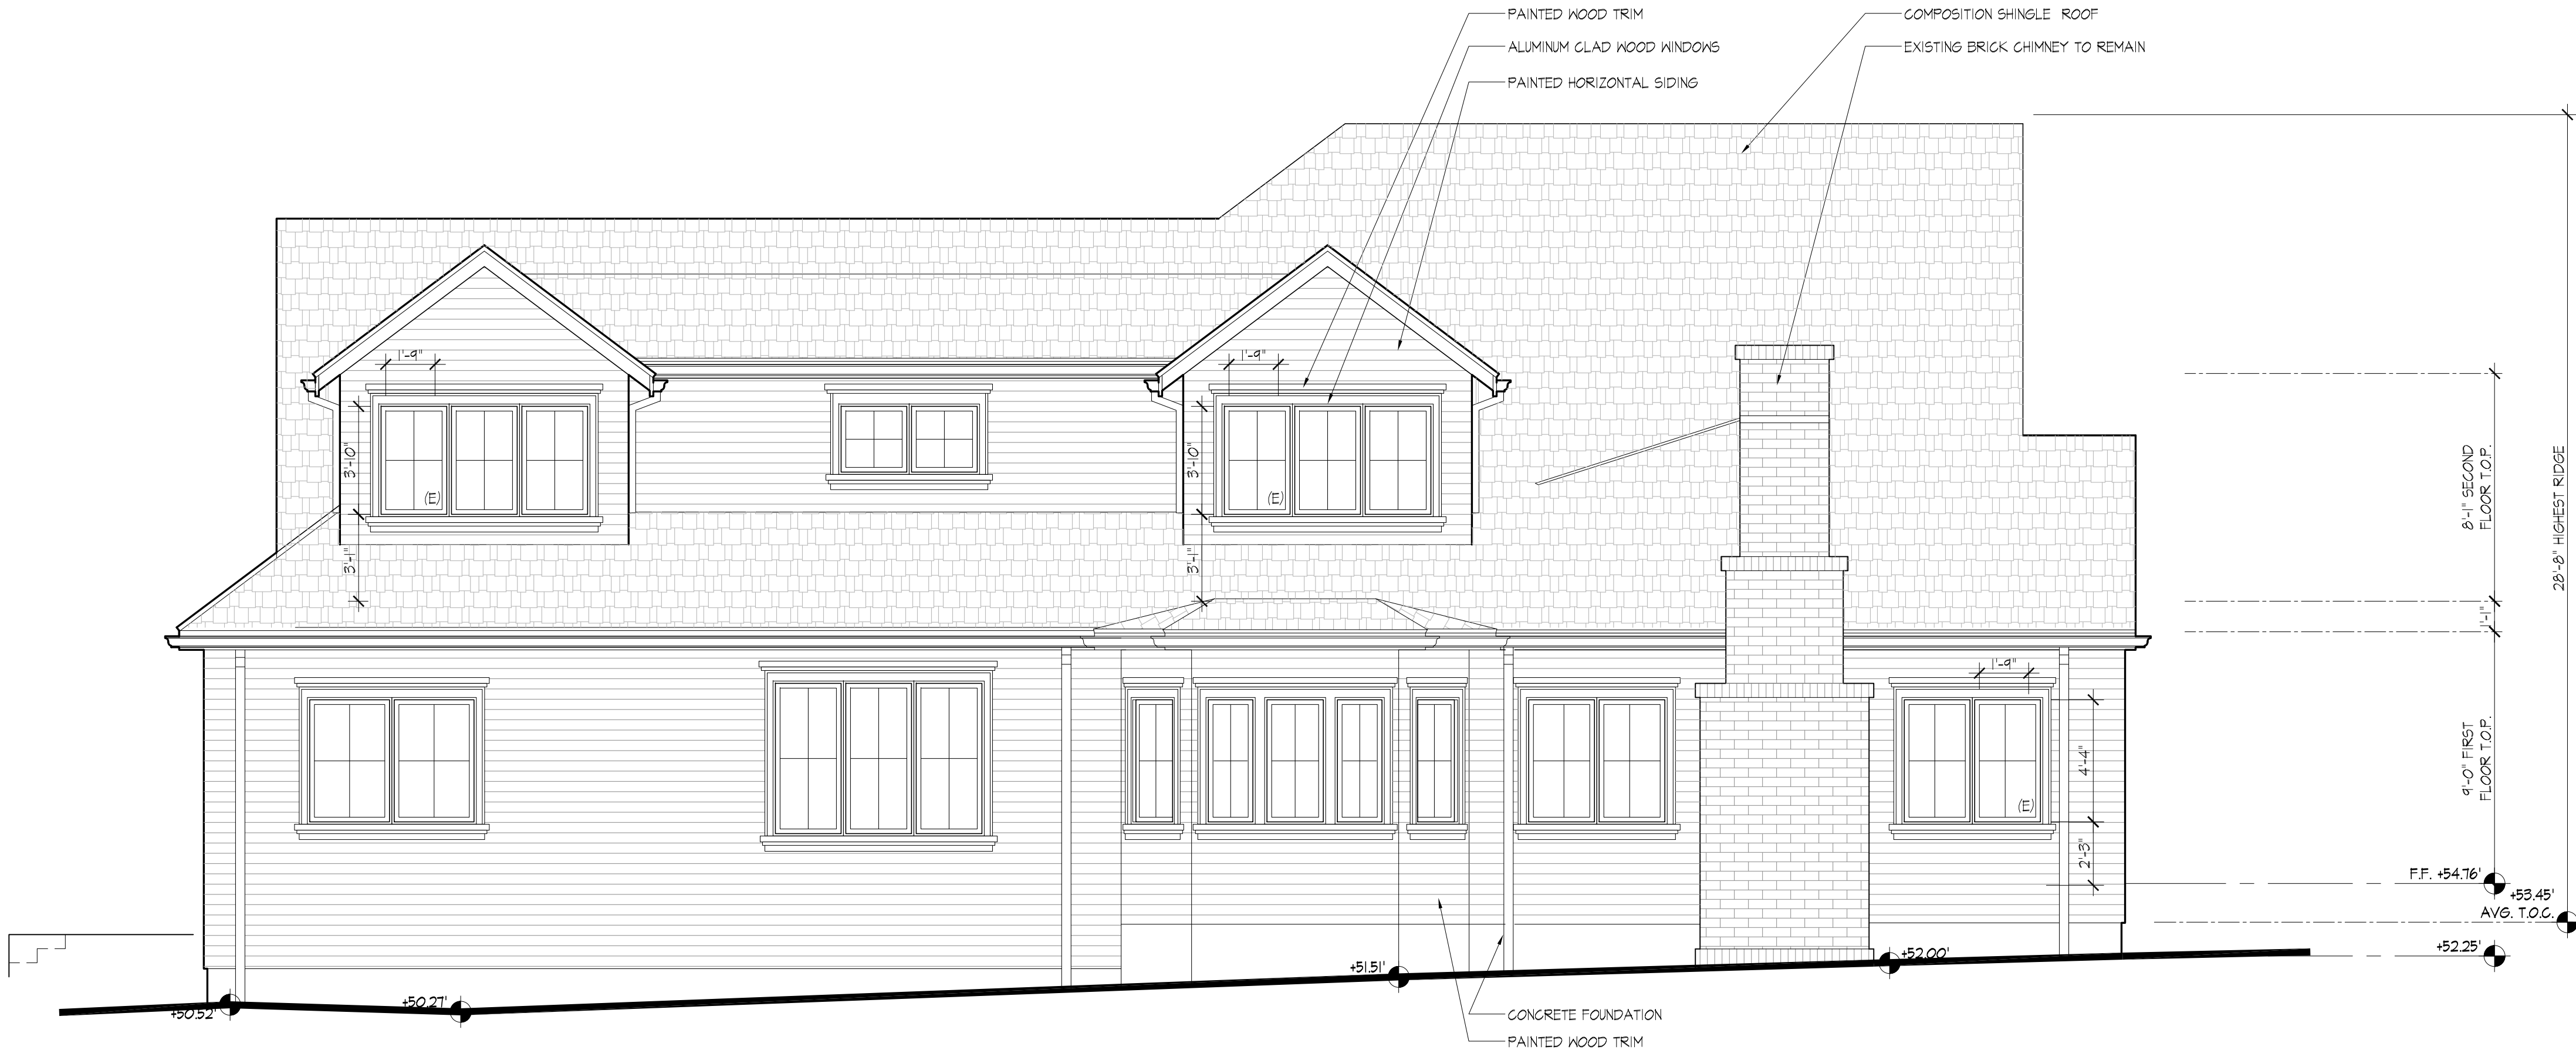 PAINTED WOOD TRIM
COMPOSITION SHINGLE ROOF
ALUMINUM CLAD WOOD WINDOWS
EXISTING BRICK CHIMNEY TO REMAIN
PAINTED HORIZONTAL SIDING
1'-9"
1'-9"
3'-10"
(E)
3'-10"
(E)
3'-1"
3'-1"
8'-1" SECOND
FLOOR T.O.P.
28'-8" HIGHEST RIDGE
1'-1"
1'-9"
4'-4"
(E)
2'-3"
9'-0" FIRST
FLOOR T.O.P.
F.F. +54.76'
+53.45'
AVG. T.O.C.
+52.25'
+52.00'
+51.51'
+50.27'
+50.52'
CONCRETE FOUNDATION
PAINTED WOOD TRIM